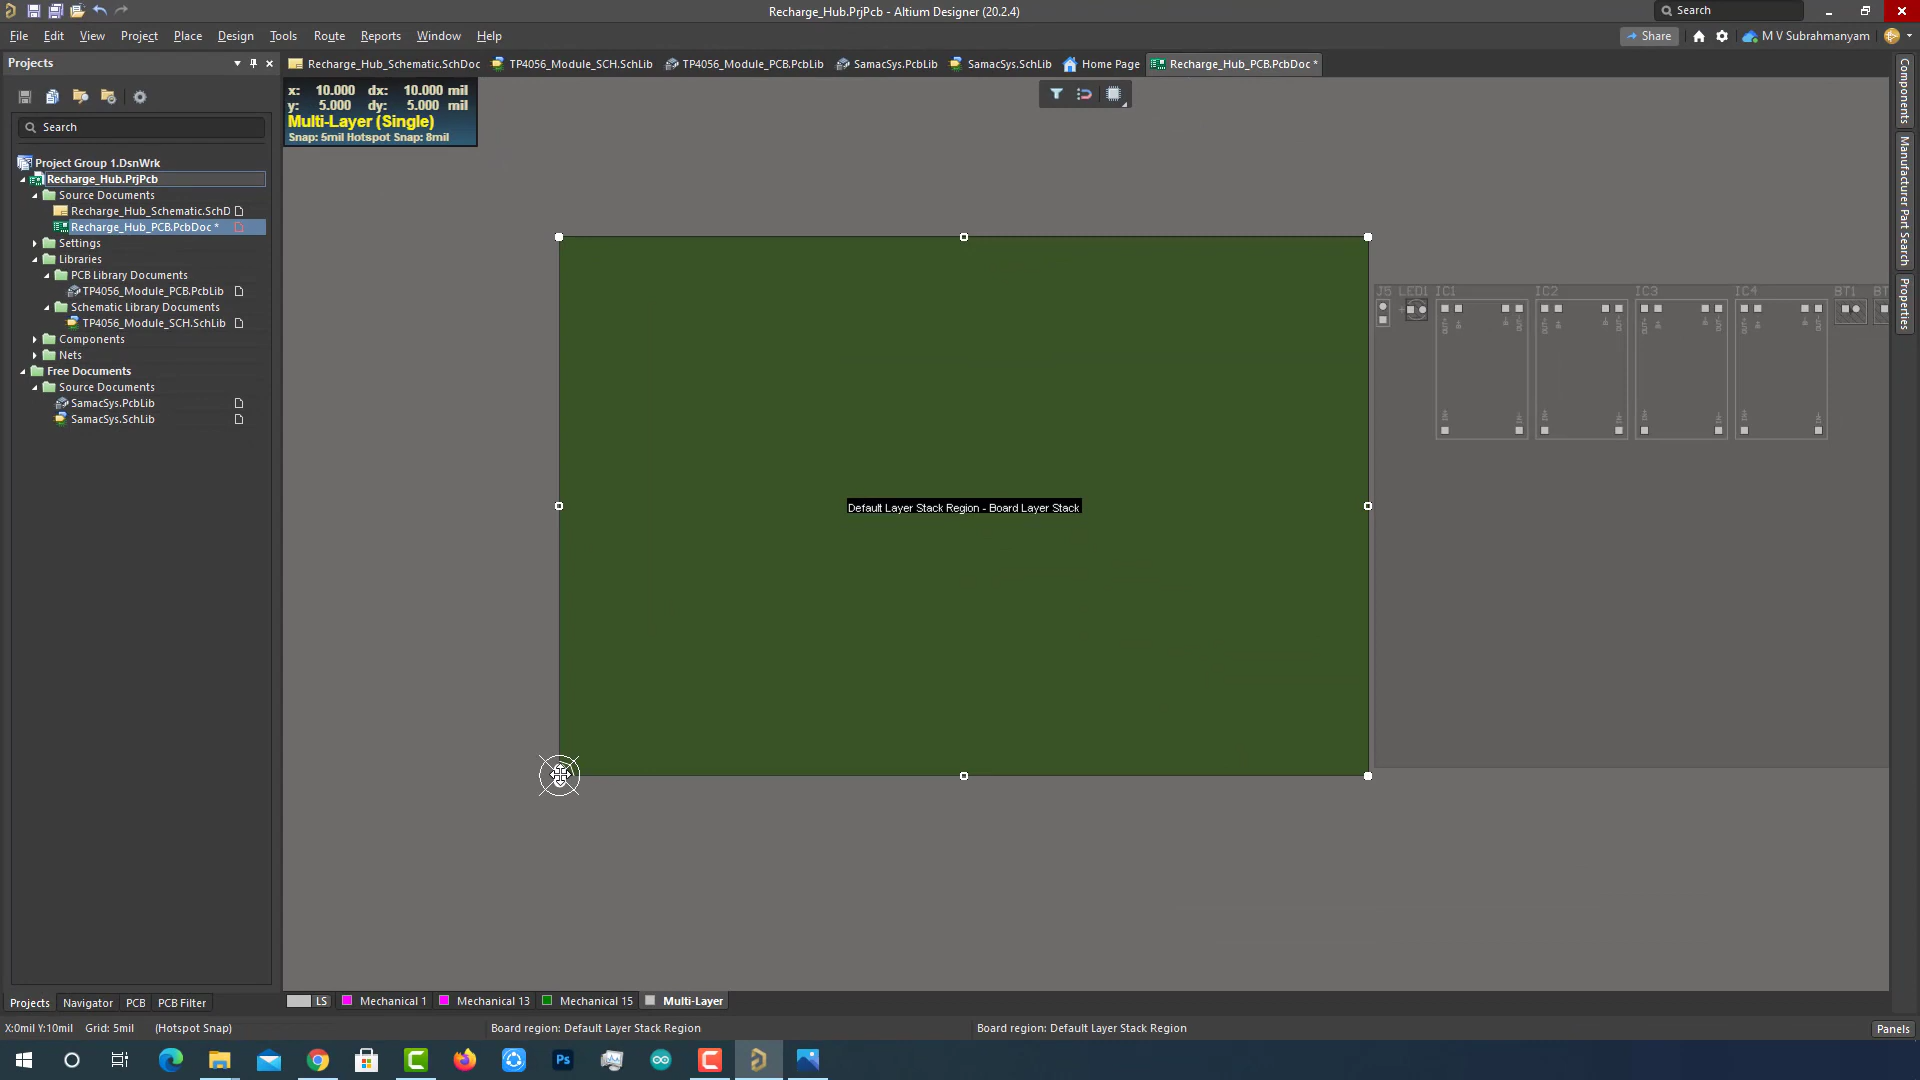 Recharge_Hub.PrjPcb - Altium Designer (20.2.4)
Search
File Edit View Project Place Design Tools Route Reports Window Help
Share
M V Subrahmanyam
Projects
Recharge_Hub_Schematic.SchDoc
TP4056_Module_SCH.SchLib
TP4056_Module_PCB.PcbLib
SamacSys.PcbLib
SamacSys.SchLib
Home Page
Recharge_Hub_PCB.PcbDoc *
x: 10.000 dx: 10.000 mil
y: 5.000 dy: 5.000 mil
Multi-Layer (Single)
Snap: 5mil Hotspot Snap: 8mil
Search
Project Group 1.DsnWrk
Recharge_Hub.PrjPcb
Source Documents
Recharge_Hub_Schematic.SchD
Recharge_Hub_PCB.PcbDoc *
Settings
Libraries
PCB Library Documents
TP4056_Module_PCB.PcbLib
Schematic Library Documents
TP4056_Module_SCH.SchLib
Components
Nets
Free Documents
Source Documents
SamacSys.PcbLib
SamacSys.SchLib
Default Layer Stack Region - Board Layer Stack
J5 LED1 IC1 IC2 IC3 IC4 BT1
Components
Manufacturer Part Search
Properties
Projects Navigator PCB PCB Filter
LS Mechanical 1 Mechanical 13 Mechanical 15 Multi-Layer
X:0mil Y:10mil Grid: 5mil (Hotspot Snap)
Board region: Default Layer Stack Region
Board region: Default Layer Stack Region
Panels
Ps